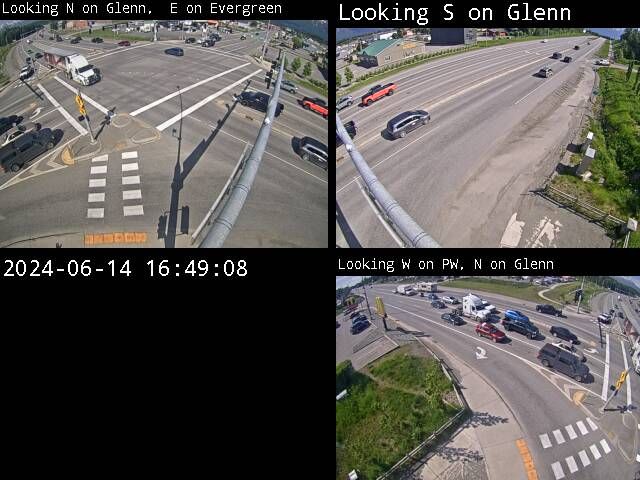 Looking N on Glenn,  E on Evergreen
Looking S on Glenn
2024-06-14 16:49:08
Looking W on PW, N on Glenn